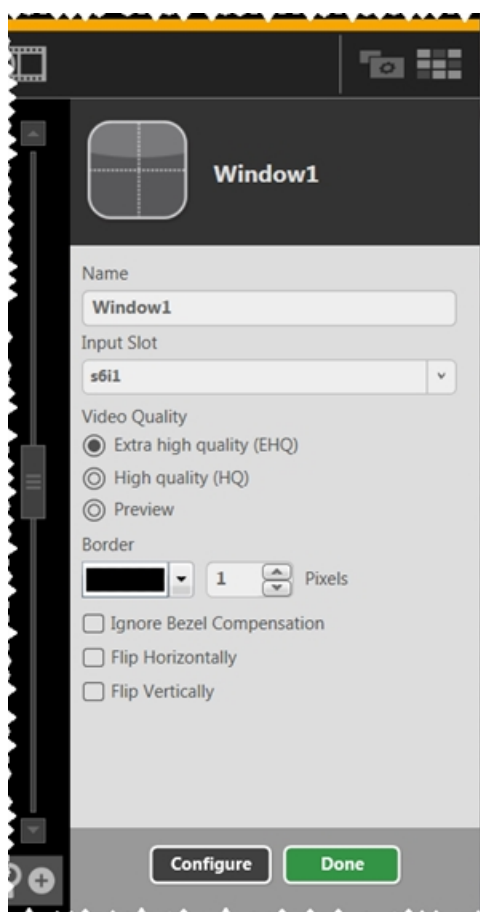 Window1
Name
Window1
Input Slot
s6i1
Video Quality
Extra high quality (EHQ)
High quality (HQ)
Preview
Border
1 Pixels
Ignore Bezel Compensation
Flip Horizontally
Flip Vertically
Configure Done